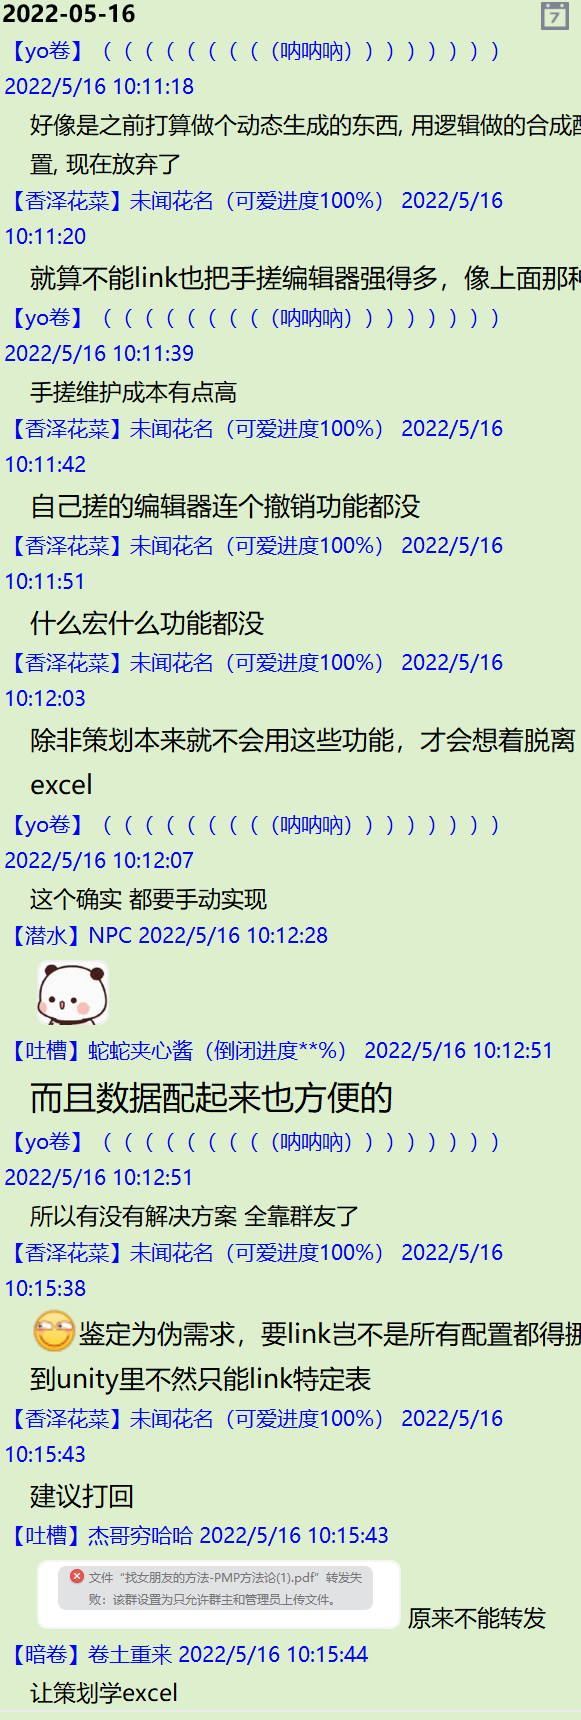 2022-05-16
7
【yo卷】（（（（（（（（（呐呐吶）））））））））
2022/5/16 10:11:18
好像是之前打算做个动态生成的东西, 用逻辑做的合成配
置, 现在放弃了
【香泽花菜】未闻花名（可爱进度100%） 2022/5/16
10:11:20
就算不能link也把手搓编辑器强得多，像上面那种
【yo卷】（（（（（（（（（呐呐吶）））））））））
2022/5/16 10:11:39
手搓维护成本有点高
【香泽花菜】未闻花名（可爱进度100%） 2022/5/16
10:11:42
自己搓的编辑器连个撤销功能都没
【香泽花菜】未闻花名（可爱进度100%） 2022/5/16
10:11:51
什么宏什么功能都没
【香泽花菜】未闻花名（可爱进度100%） 2022/5/16
10:12:03
除非策划本来就不会用这些功能，才会想着脱离
excel
【yo卷】（（（（（（（（（呐呐吶）））））））））
2022/5/16 10:12:07
这个确实 都要手动实现
【潜水】NPC 2022/5/16 10:12:28
【吐槽】蛇蛇夹心酱（倒闭进度**%） 2022/5/16 10:12:51
而且数据配起来也方便的
【yo卷】（（（（（（（（（呐呐吶）））））））））
2022/5/16 10:12:51
所以有没有解决方案 全靠群友了
【香泽花菜】未闻花名（可爱进度100%） 2022/5/16
10:15:38
鉴定为伪需求，要link岂不是所有配置都得挪
到unity里不然只能link特定表
【香泽花菜】未闻花名（可爱进度100%） 2022/5/16
10:15:43
建议打回
【吐槽】杰哥穷哈哈 2022/5/16 10:15:43
文件“找女朋友的方法-PMP方法论(1).pdf”转发失
败：该群设置为只允许群主和管理员上传文件。
原来不能转发
【暗卷】卷土重来 2022/5/16 10:15:44
让策划学excel